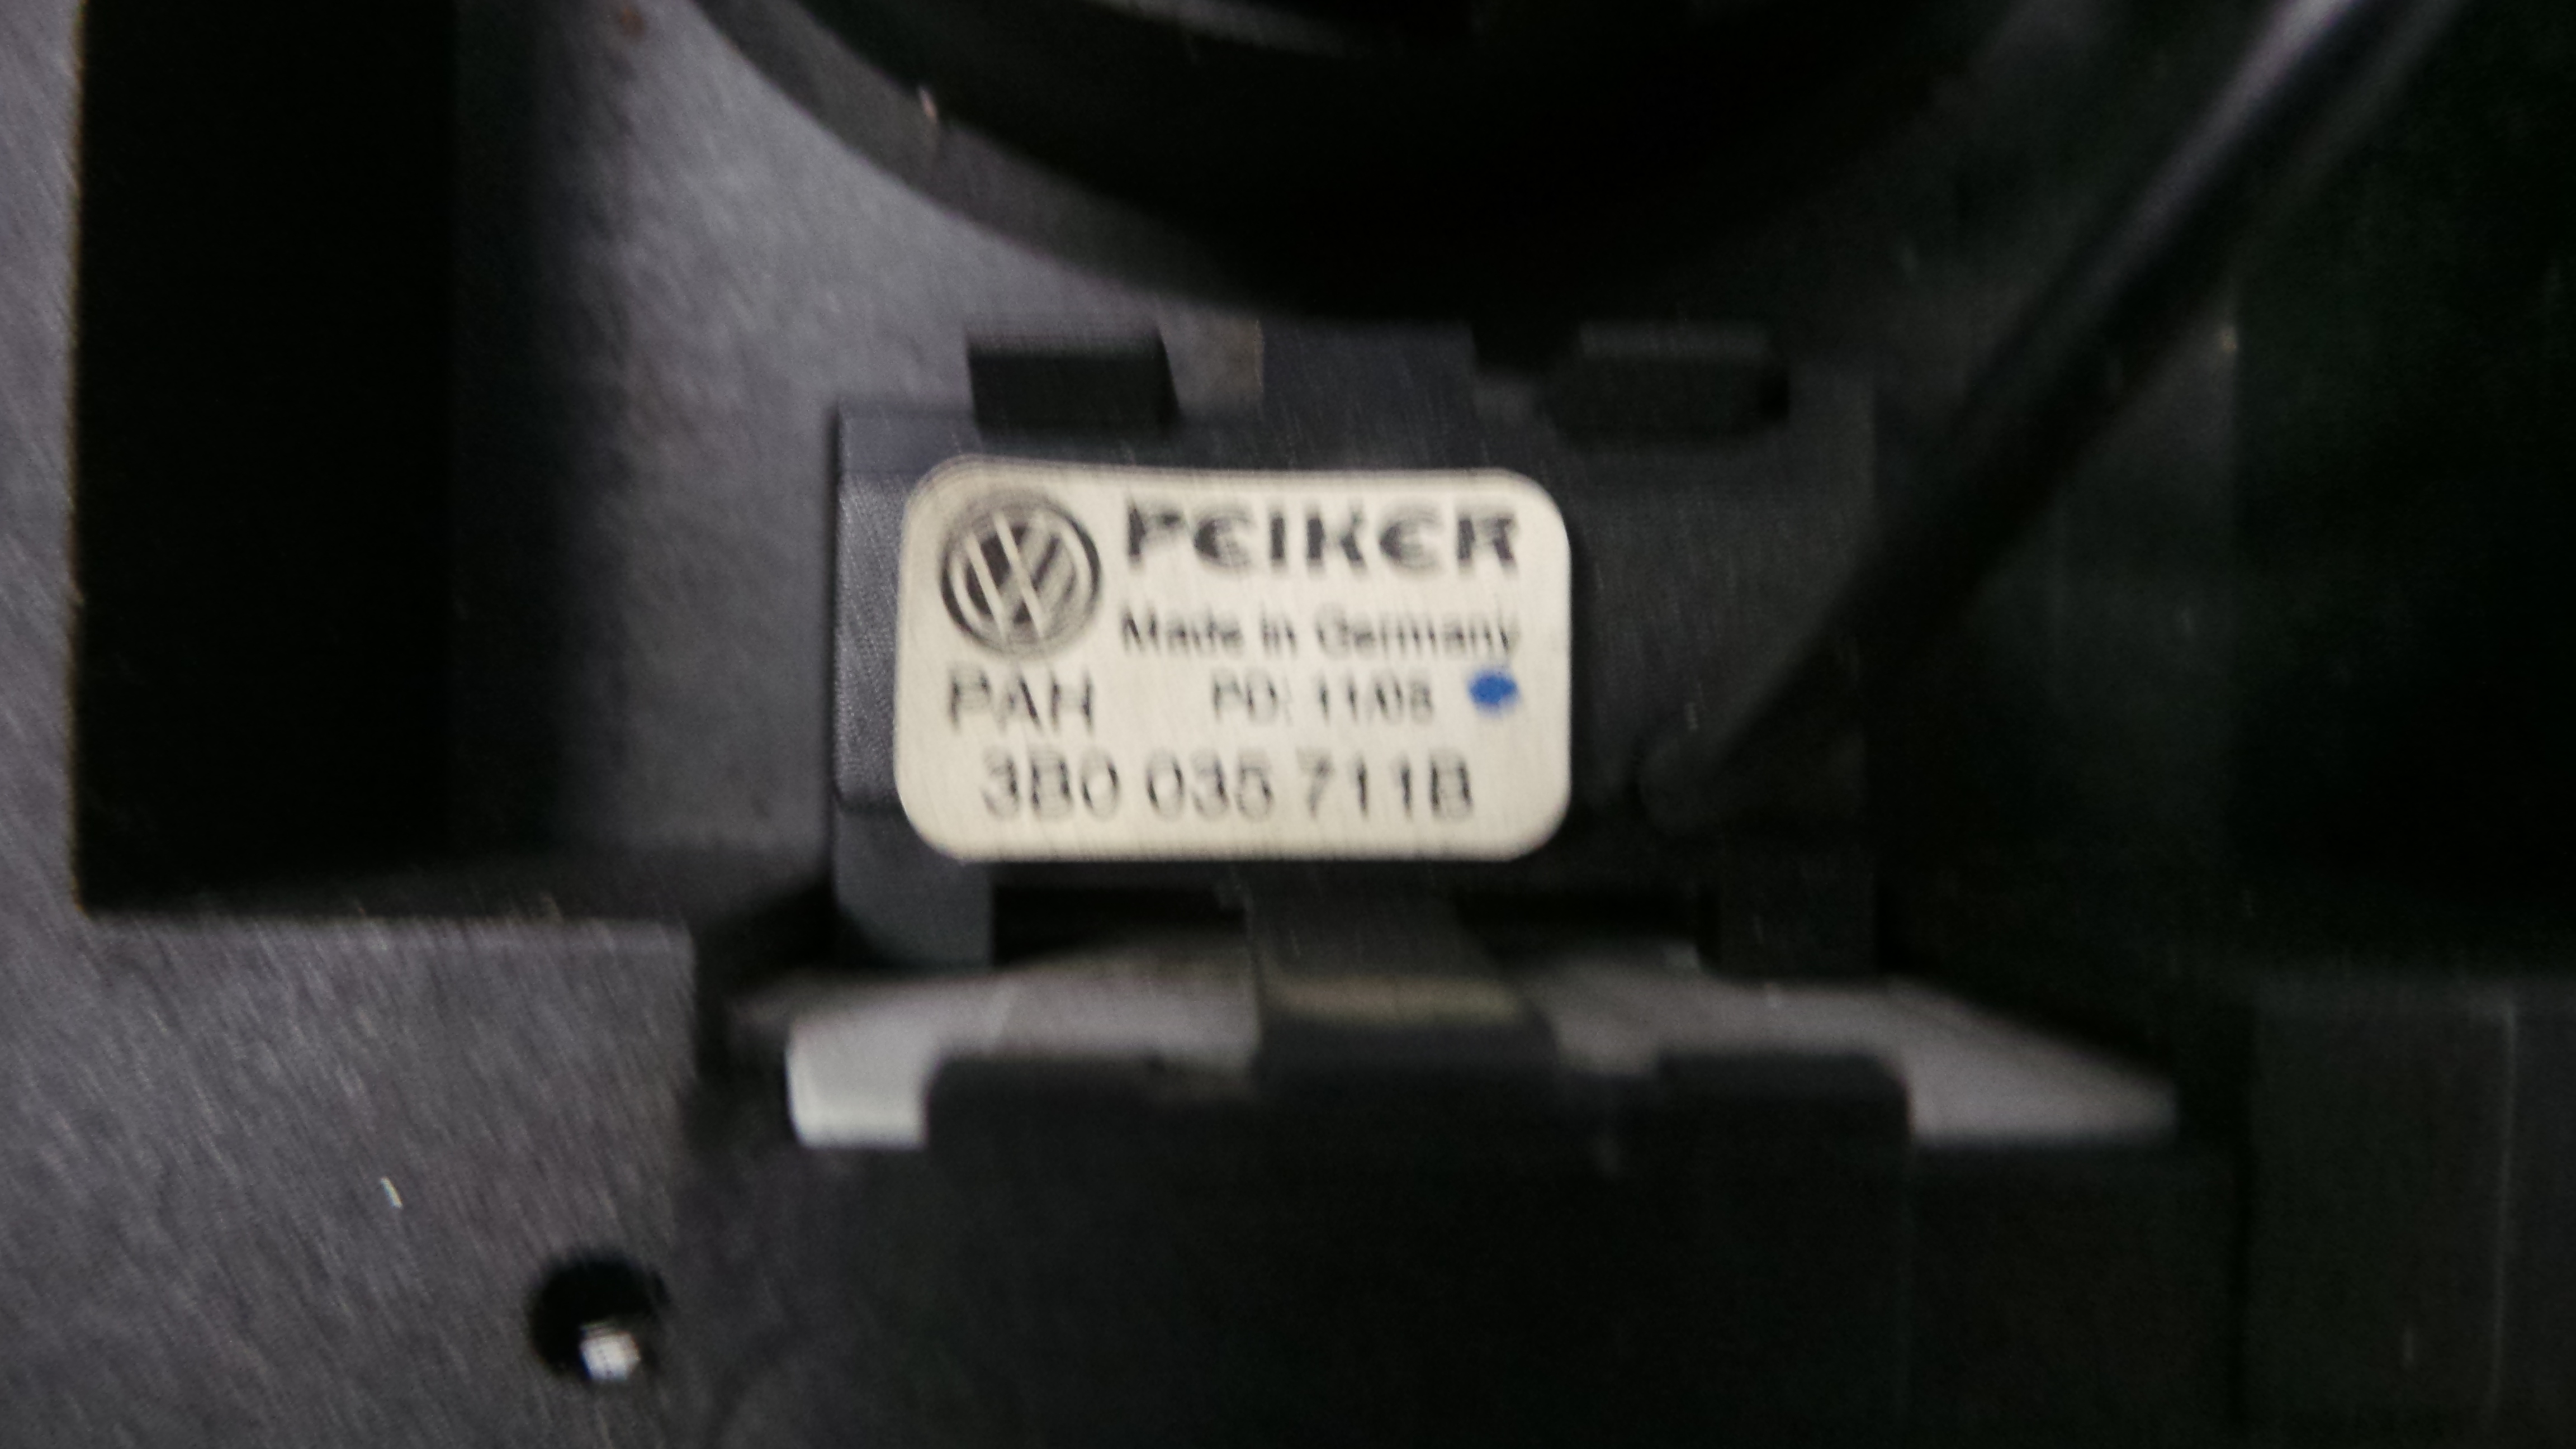 PEIKER
Made in Germany
PAH PD: 11/08
3B0 035 711B